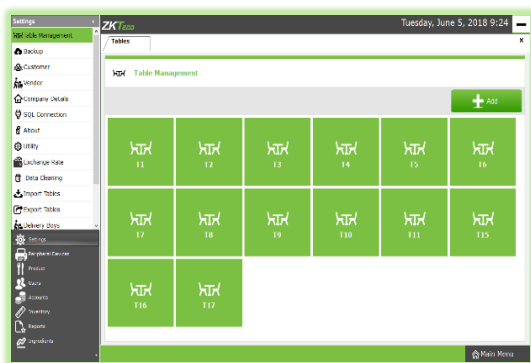 Settings
Table Management
Backup
Customer
Vendor
Company Details
SQL Connection
About
Utility
Exchange Rate
Data Cleaning
Import Tables
Export Tables
Delivery Boys
Settings
Peripheral Devices
Product
Users
Accounts
Inventory
Reports
Ingredients
ZKTECO
Tuesday, June 5, 2018 9:24
Tables
x
Table Management
Add
T1
T2
T3
T4
T5
T6
T7
T8
T9
T10
T11
T15
T16
T17
Main Menu